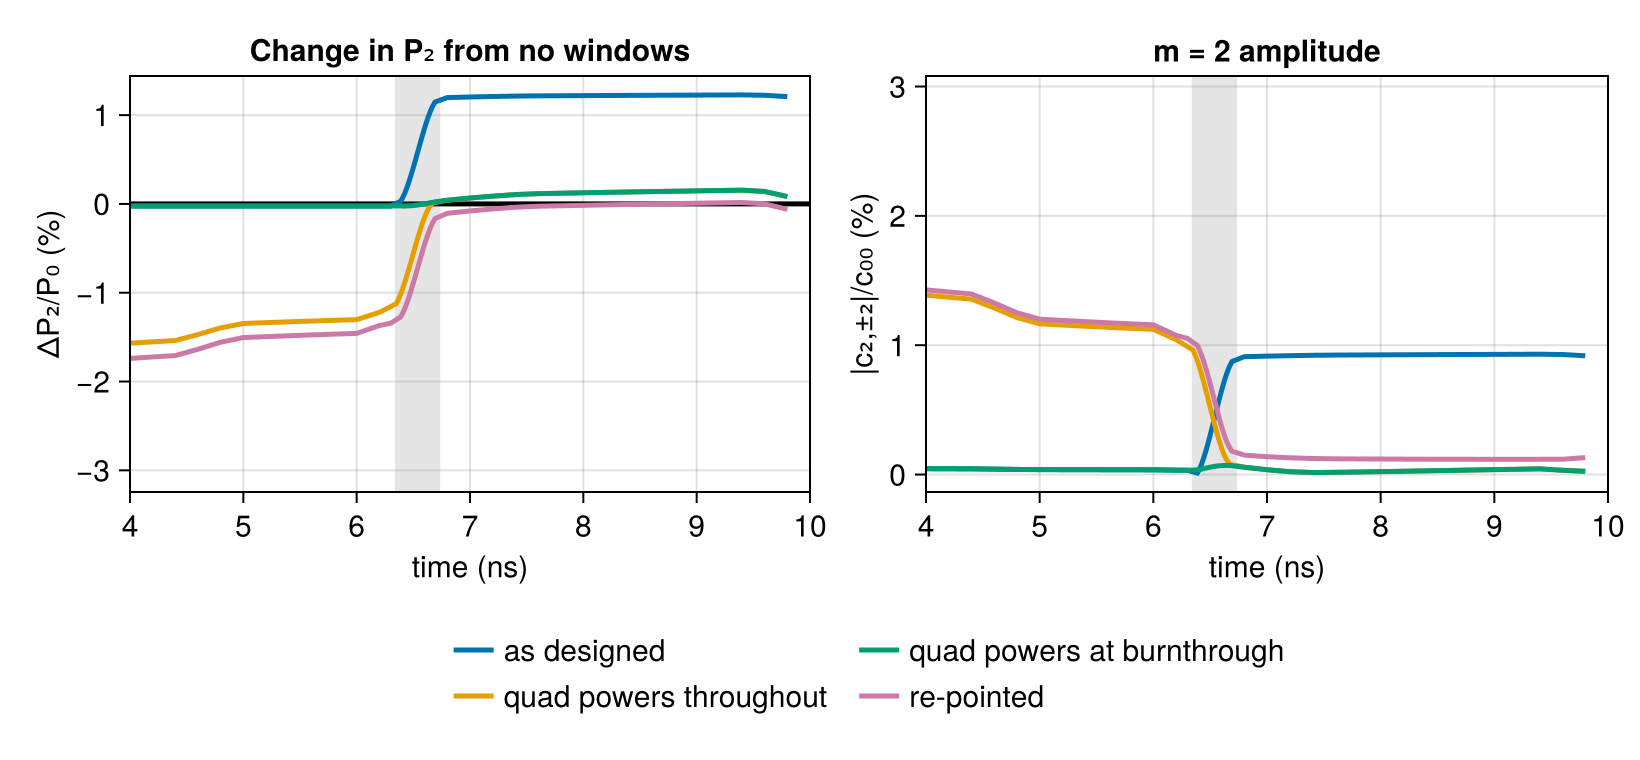 Change in P₂ from no windows
m = 2 amplitude
ΔP₂/P₀ (%)
1
0
−1
−2
−3
4 5 6 7 8 9 10
time (ns)
|c₂,±₂|/c₀₀ (%)
3
2
1
0
4 5 6 7 8 9 10
time (ns)
as designed
quad powers at burnthrough
quad powers throughout
re-pointed